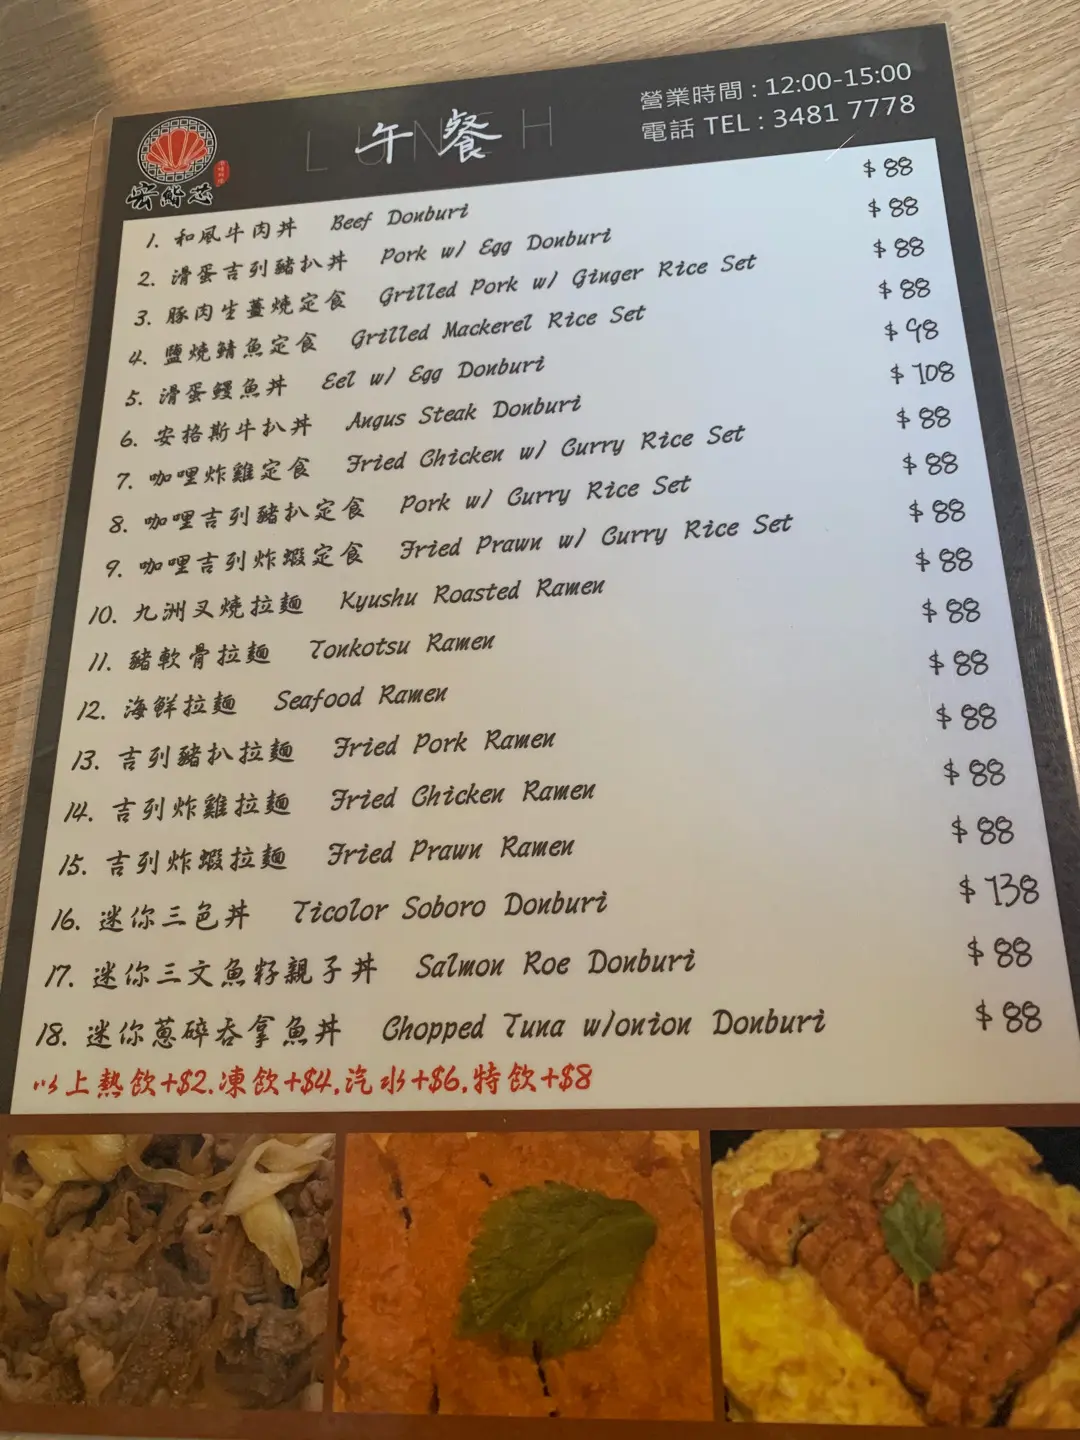 營業時間 : 12:00-15:00
LUNCH 午餐
電話 TEL : 3481 7778
1. 和風牛肉丼 Beef Donburi $ 88
2. 滑蛋吉列豬扒丼 Pork w/ Egg Donburi $ 88
3. 豚肉生薑燒定食 Grilled Pork w/ Ginger Rice Set $ 88
4. 鹽燒鯖魚定食 Grilled Mackerel Rice Set $ 88
5. 滑蛋鰻魚丼 Eel w/ Egg Donburi $ 98
6. 安格斯牛扒丼 Angus Steak Donburi $ 108
7. 咖哩炸雞定食 Fried Chicken w/ Curry Rice Set $ 88
8. 咖哩吉列豬扒定食 Pork w/ Curry Rice Set $ 88
9. 咖哩吉列炸蝦定食 Fried Prawn w/ Curry Rice Set $ 88
10. 九洲叉燒拉麵 Kyushu Roasted Ramen $ 88
11. 豬軟骨拉麵 Tonkotsu Ramen $ 88
12. 海鮮拉麵 Seafood Ramen $ 88
13. 吉列豬扒拉麵 Fried Pork Ramen $ 88
14. 吉列炸雞拉麵 Fried Chicken Ramen $ 88
15. 吉列炸蝦拉麵 Fried Prawn Ramen $ 88
16. 迷你三色丼 Ticolor Soboro Donburi $ 138
17. 迷你三文魚籽親子丼 Salmon Roe Donburi $ 88
18. 迷你蔥碎吞拿魚丼 Chopped Tuna w/onion Donburi $ 88
以上熱飲+$2.凍飲+$4,汽水+$6,特飲+$8